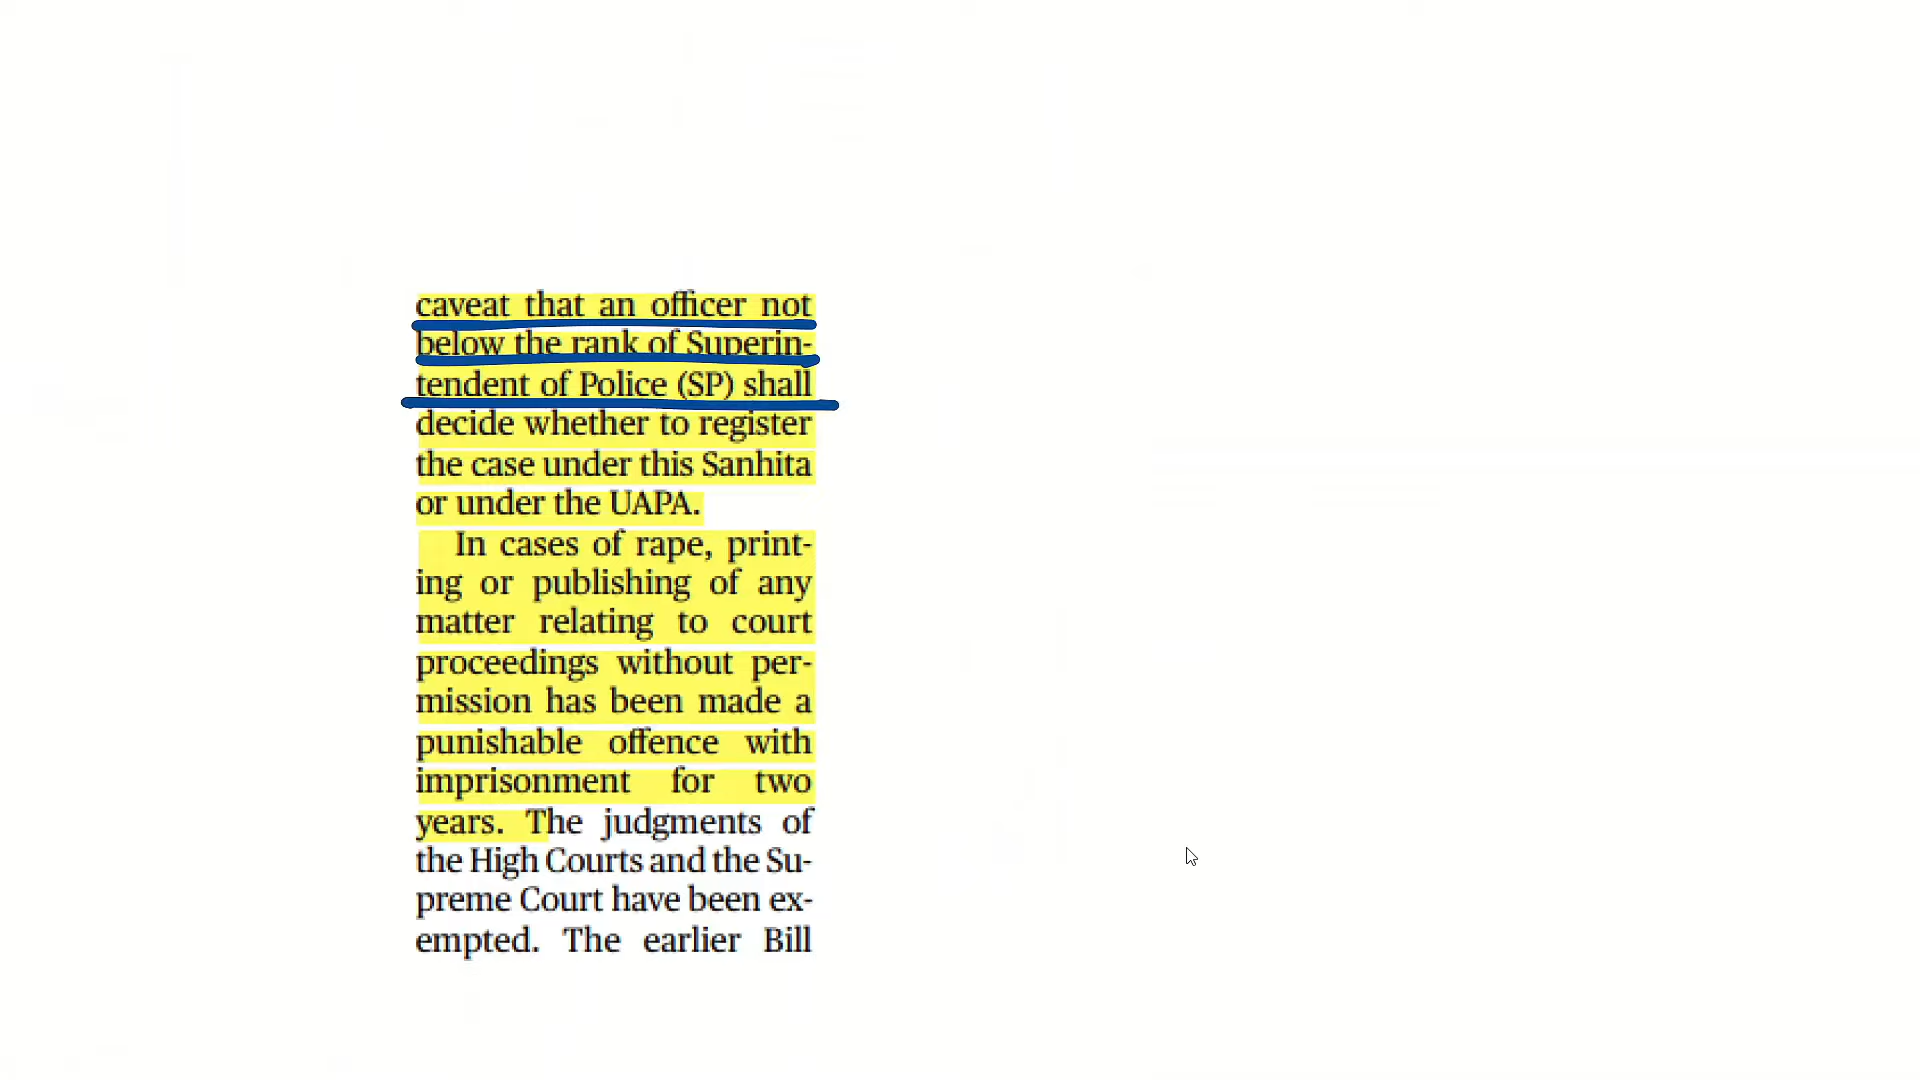 caveat that an officer not
below the rank of Superin-
tendent of Police (SP) shall
decide whether to register
the case under this Sanhita
or under the UAPA.
In cases of rape, print-
ing or publishing of any
matter relating to court
proceedings without per-
mission has been made a
punishable offence with
imprisonment for two
years. The judgments of
the High Courts and the Su-
preme Court have been ex-
empted. The earlier Bill